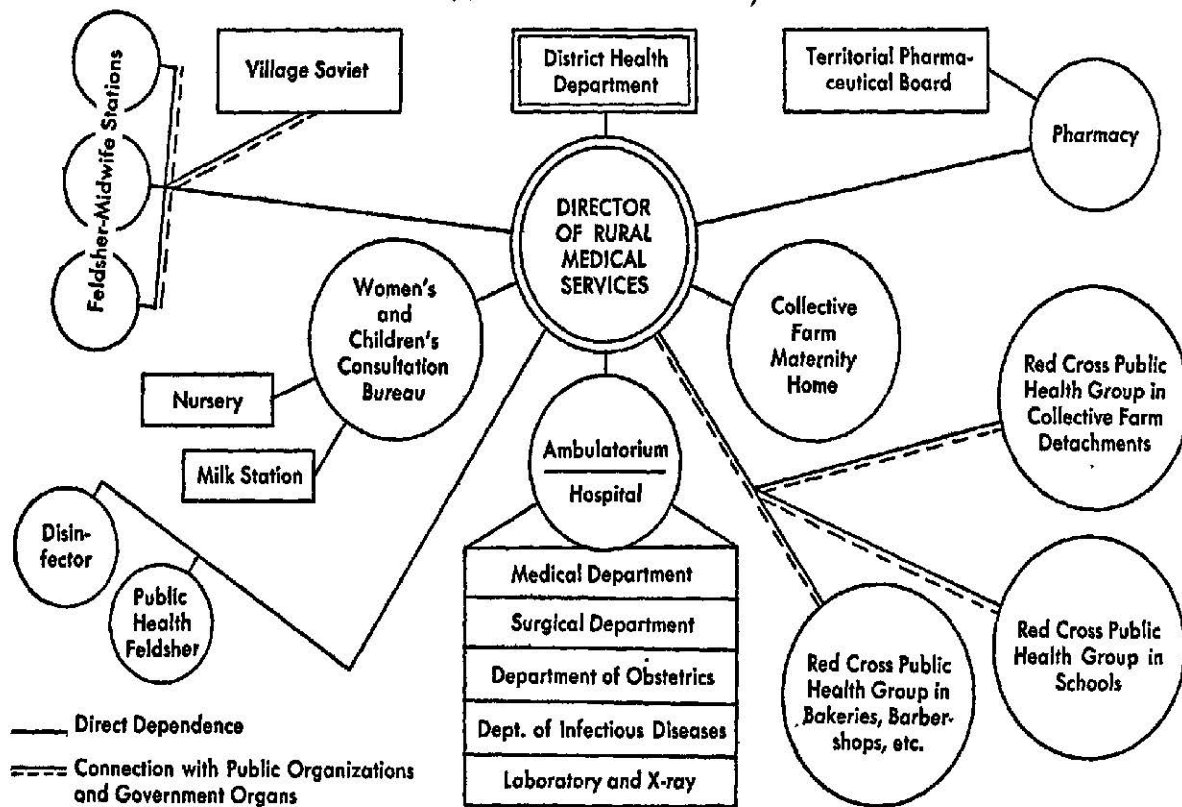 Village Soviet
District Health
Department
Territorial Pharma-
ceutical Board
Pharmacy
Feldsher-Midwife Stations
DIRECTOR
OF RURAL
MEDICAL
SERVICES
Women's
and
Children's
Consultation
Bureau
Collective
Farm
Maternity
Home
Nursery
Milk Station
Red Cross Public
Health Group in
Collective Farm
Detachments
Ambulatorium
Hospital
Disin-
fector
Public
Health
Feldsher
Medical Department
Surgical Department
Department of Obstetrics
Dept. of Infectious Diseases
Laboratory and X-ray
Red Cross Public
Health Group in
Schools
Red Cross Public
Health Group in
Bakeries, Barber-
shops, etc.
Direct Dependence
Connection with Public Organizations
and Government Organs